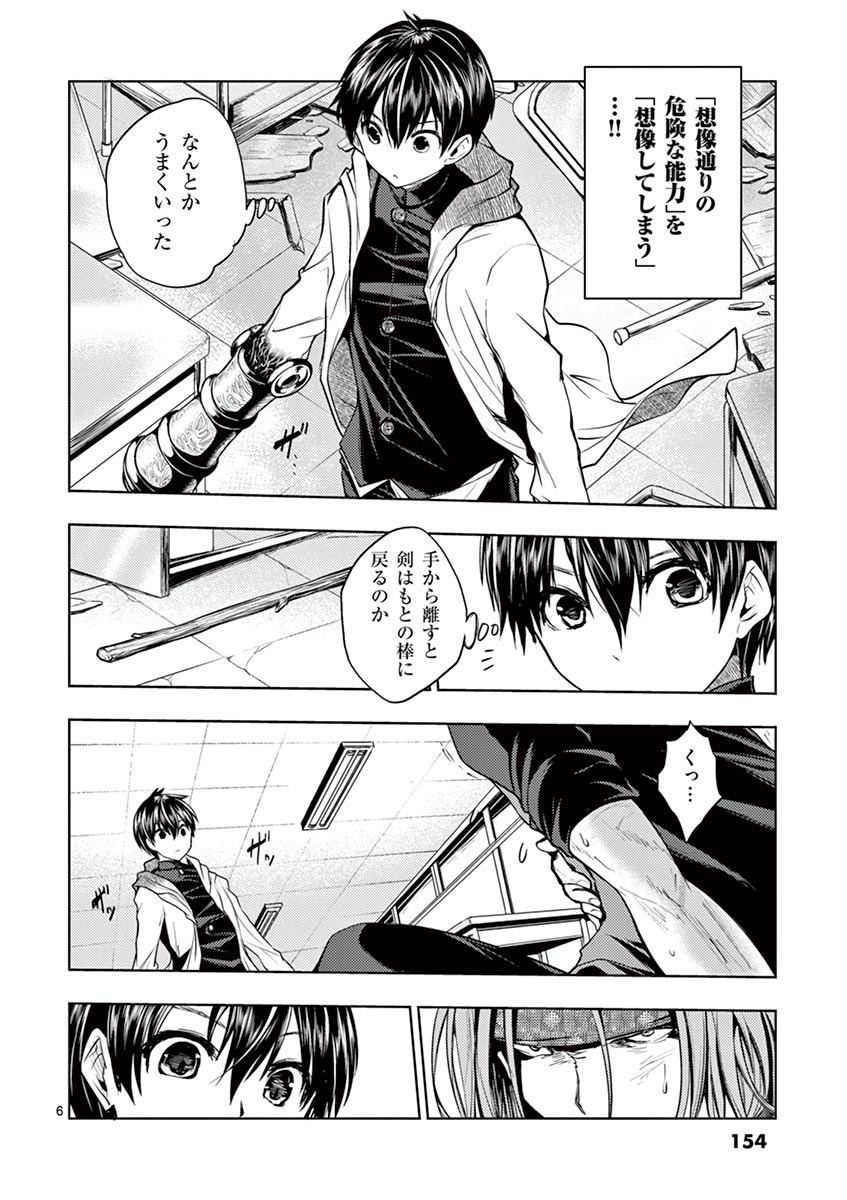 「想像通りの
危険な能力」を
「想像してしまう」
…!!
なんとか
うまくいった
ザ…
手から離すと
剣はもとの棒に
戻るのか
くっ…
ザッ
ザッ
6
154